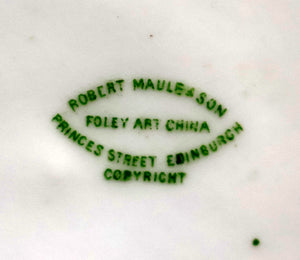 ROBERT MAULE & SON
FOLEY ART CHINA
PRINCES STREET EDINBURGH
COPYRIGHT